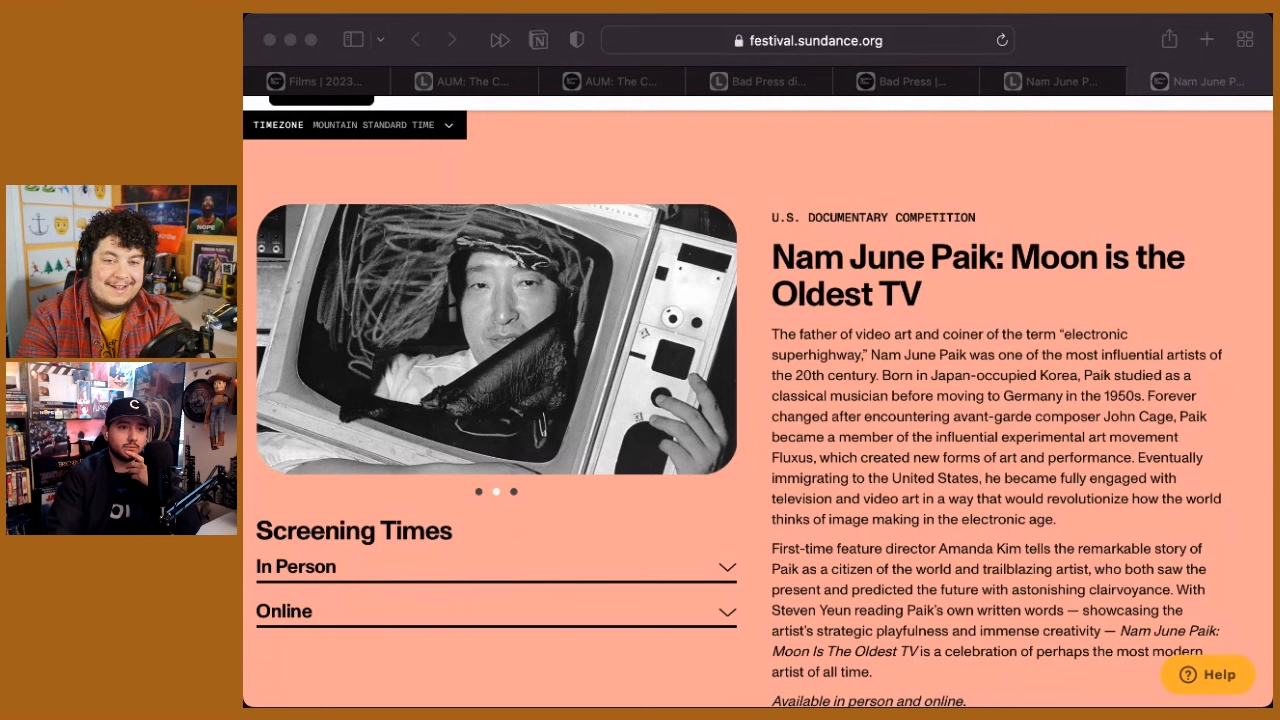 festival.sundance.org
Films | 2023...
AUM: The C...
AUM: The C...
Bad Press di...
Bad Press |...
Nam June P...
Nam June P...
TIMEZONE MOUNTAIN STANDARD TIME
NOPE
U.S. DOCUMENTARY COMPETITION
Nam June Paik: Moon is the
Oldest TV
The father of video art and coiner of the term “electronic
superhighway,” Nam June Paik was one of the most influential artists of
the 20th century. Born in Japan-occupied Korea, Paik studied as a
classical musician before moving to Germany in the 1950s. Forever
changed after encountering avant-garde composer John Cage, Paik
became a member of the influential experimental art movement
Fluxus, which created new forms of art and performance. Eventually
immigrating to the United States, he became fully engaged with
television and video art in a way that would revolutionize how the world
thinks of image making in the electronic age.
First-time feature director Amanda Kim tells the remarkable story of
Paik as a citizen of the world and trailblazing artist, who both saw the
present and predicted the future with astonishing clairvoyance. With
Steven Yeun reading Paik’s own written words — showcasing the
artist’s strategic playfulness and immense creativity — Nam June Paik:
Moon Is The Oldest TV is a celebration of perhaps the most modern
artist of all time.
Available in person and online.
Screening Times
In Person
Online
Help